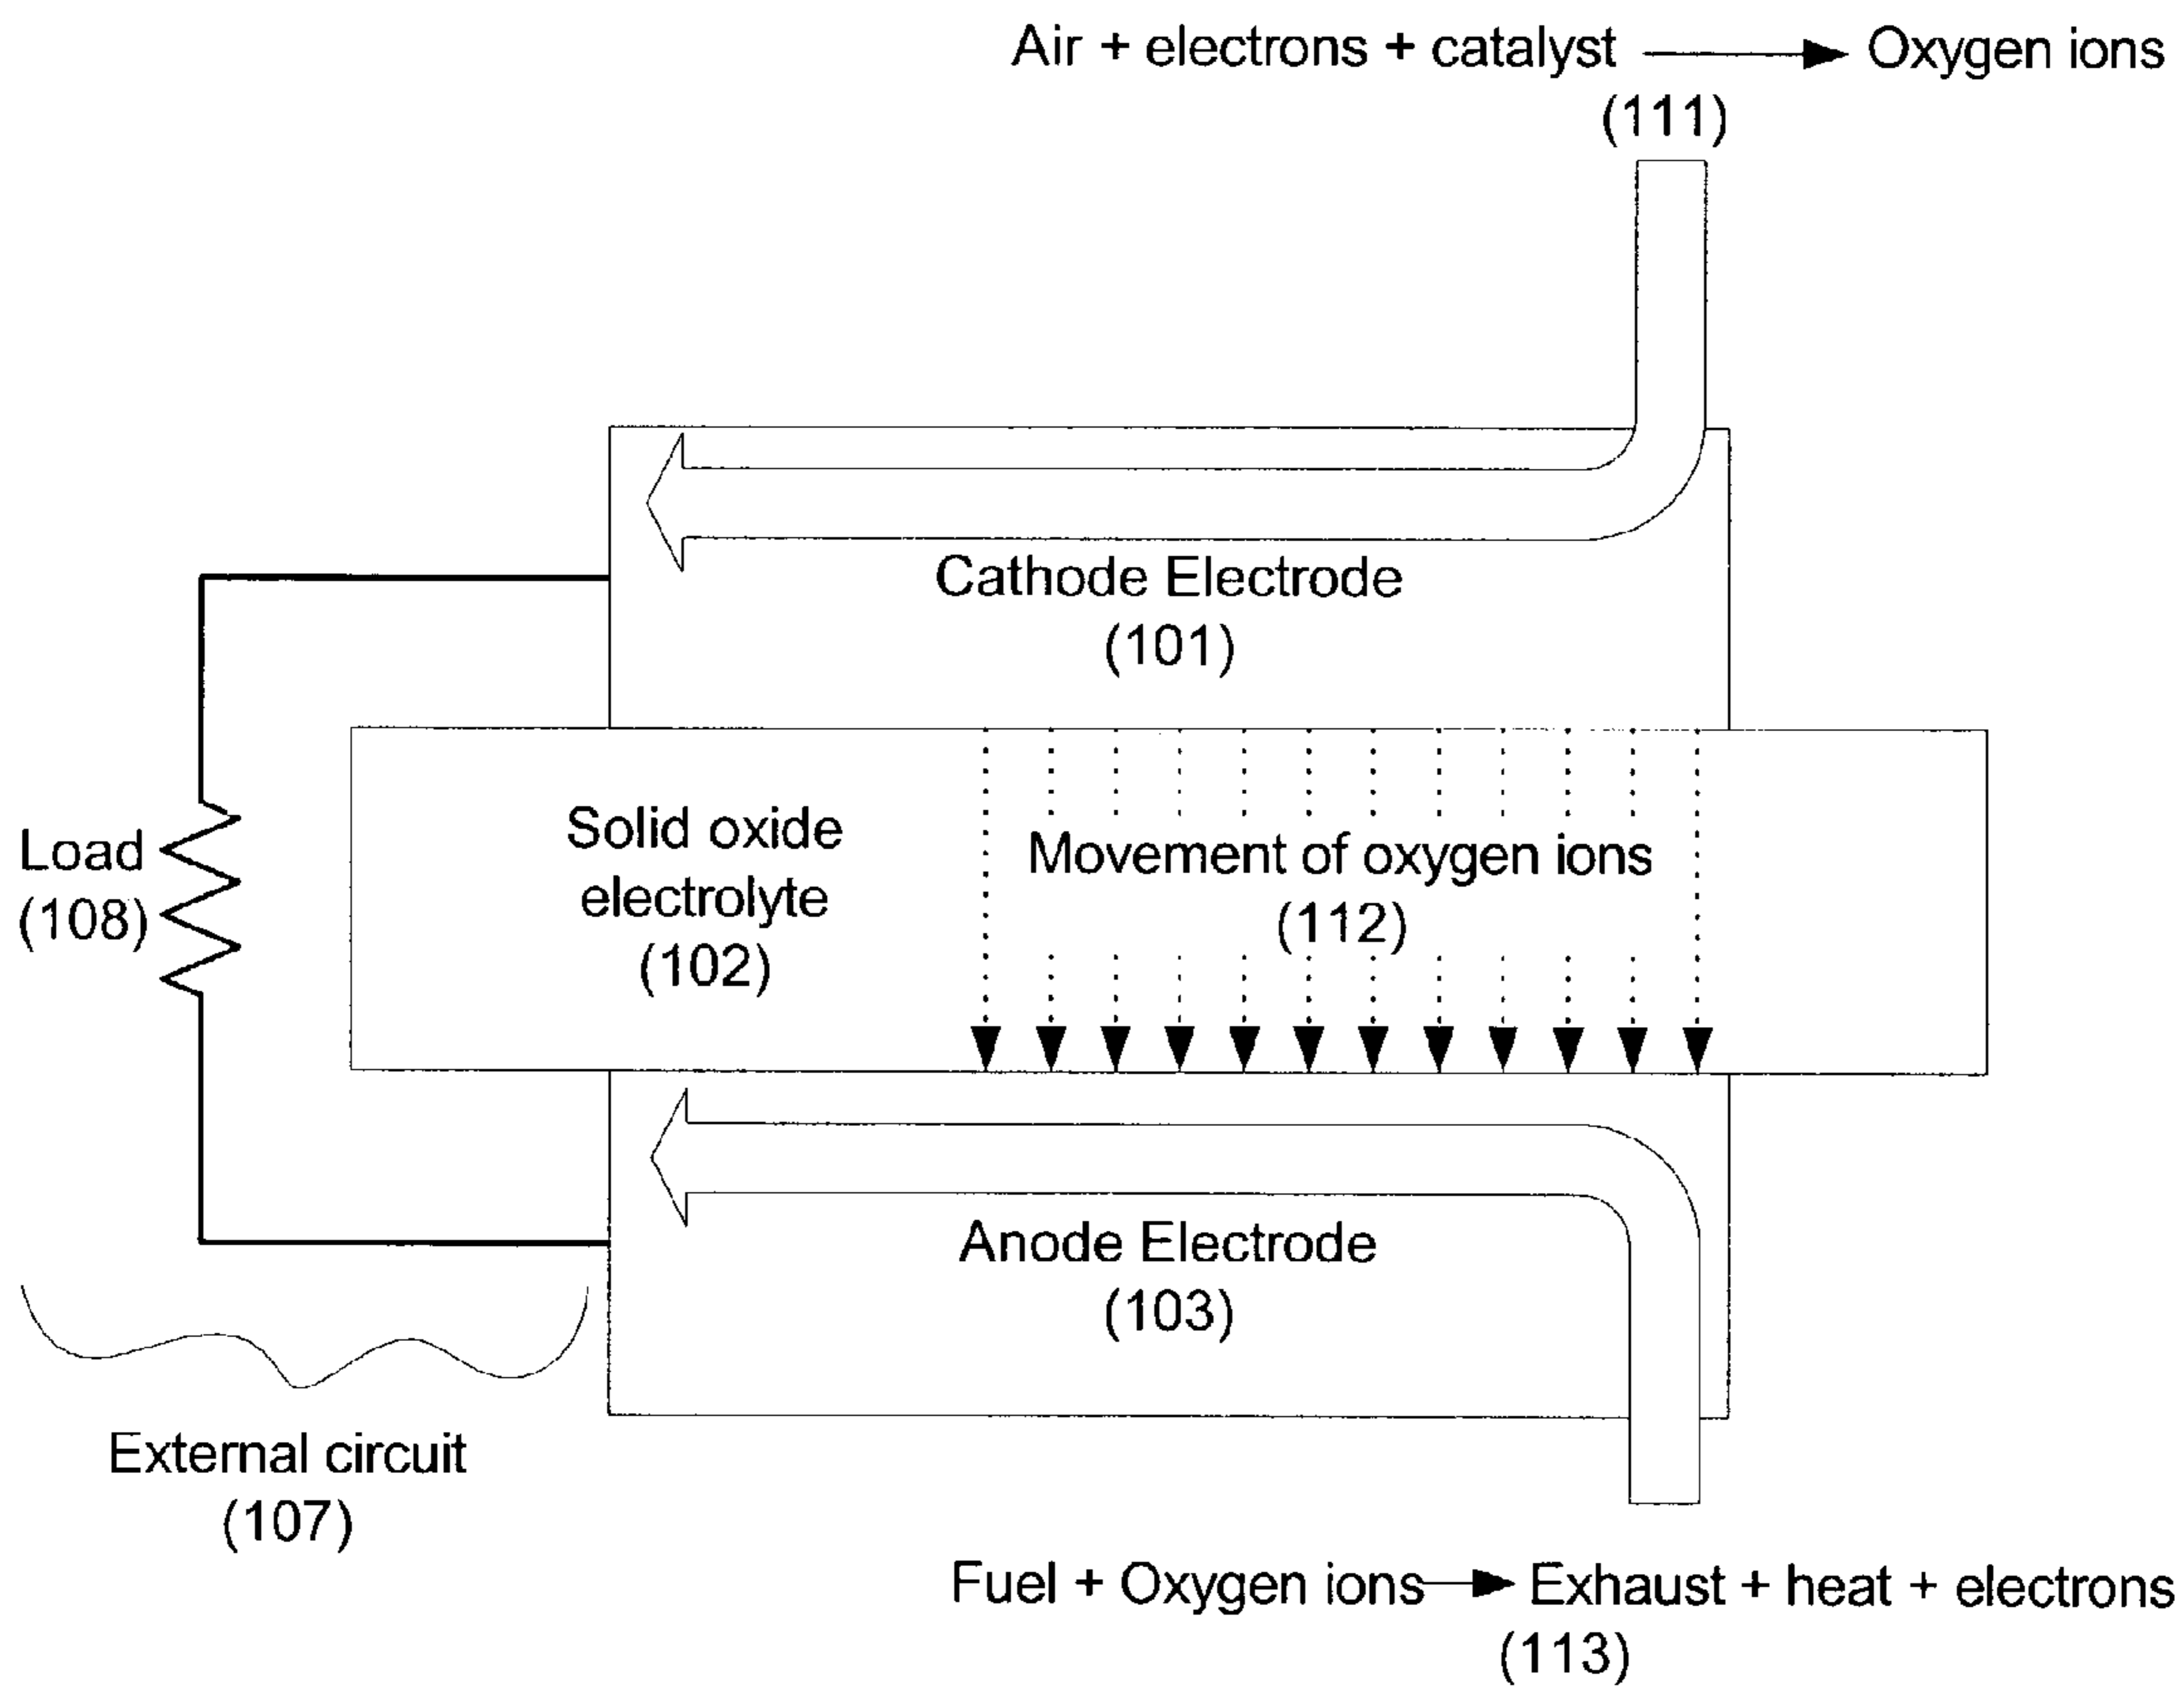 Air + electrons + catalyst → Oxygen ions
(111)
Cathode Electrode
(101)
Solid oxide
electrolyte
(102)
Movement of oxygen ions
(112)
Load
(108)
Anode Electrode
(103)
External circuit
(107)
Fuel + Oxygen ions → Exhaust + heat + electrons
(113)